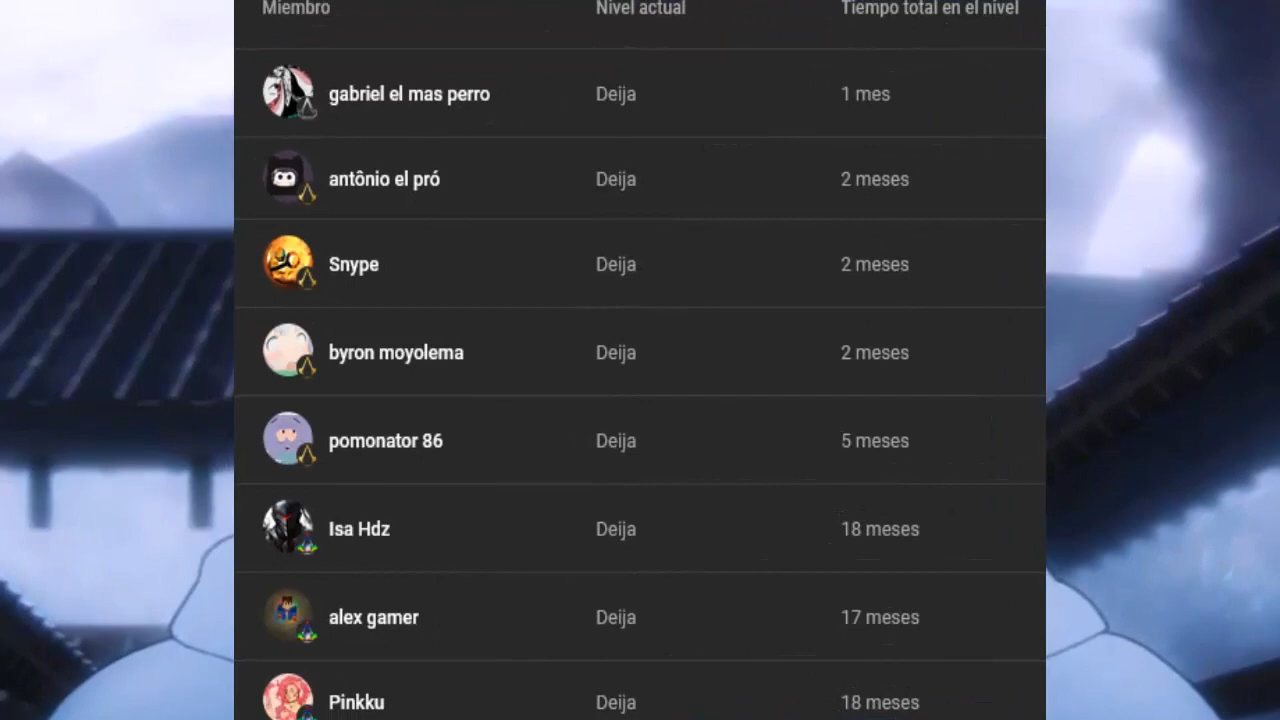 Miembro Nivel actual Tiempo total en el nivel
gabriel el mas perro Deija 1 mes
antônio el pró Deija 2 meses
Snype Deija 2 meses
byron moyolema Deija 2 meses
pomonator 86 Deija 5 meses
Isa Hdz Deija 18 meses
alex gamer Deija 17 meses
Pinkku Deija 18 meses